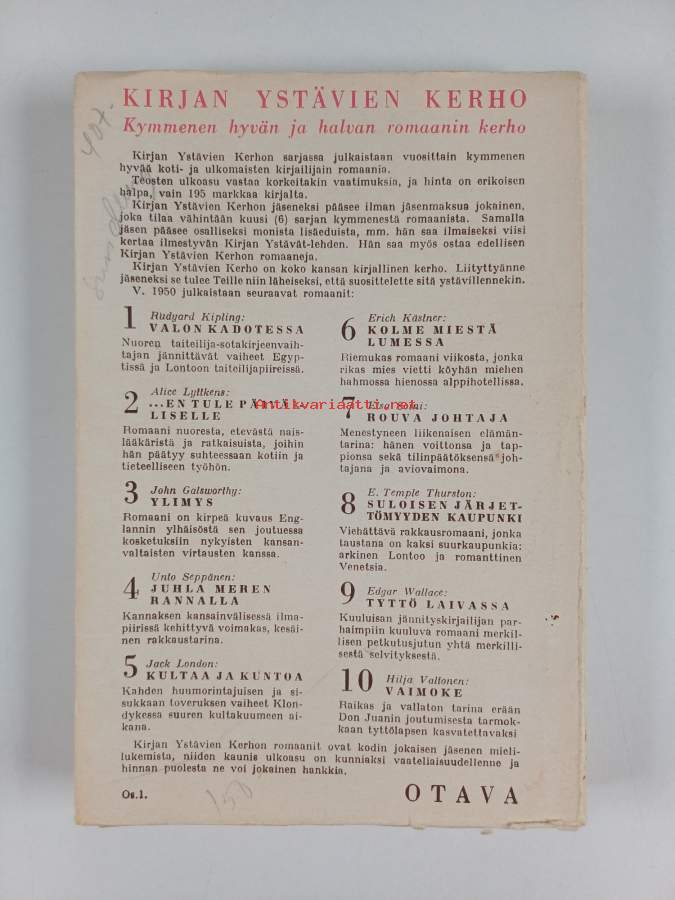 KIRJAN YSTÄVIEN KERHO
Kymmenen hyvän ja halvan romaanin kerho
Kirjan Ystävien Kerhon sarjassa julkaistaan vuosittain kymmenen
hyvää koti- ja ulkomaisten kirjailijain romaania.
Teosten ulkoasu vastaa korkeitakin vaatimuksia, ja hinta on erikoisen
halpa, vain 195 markkaa kirjalta.
Kirjan Ystävien Kerhon jäseneksi pääsee ilman jäsenmaksua jokainen,
joka tilaa vähintään kuusi (6) sarjan kymmenestä romaanista. Samalla
jäsen pääsee osalliseksi monista lisäeduista, mm. hän saa ilmaiseksi viisi
kertaa ilmestyvän Kirjan Ystävät-lehden. Hän saa myös ostaa edellisen
Kirjan Ystävien Kerhon romaaneja.
Kirjan Ystävien Kerho on koko kansan kirjallinen kerho. Liityttyänne
jäseneksi se tulee Teille niin läheiseksi, että suosittelette sitä ystävillennekin.
V. 1950 julkaistaan seuraavat romaanit:
1 Rudyard Kipling:
VALON KADOTESSA
Nuoren taiteilija-sotakirjeenvaih-
tajan jännittävät vaiheet Egyp-
tissä ja Lontoon taiteilijapiireissä.
2 Alice Lyttkens:
...EN TULE PÄIVÄL-
LISELLE
Romaani nuoresta, etevästä nais-
lääkäristä ja ratkaisuista, joihin
hän päätyy suhteessaan kotiin ja
tieteelliseen työhön.
3 John Galsworthy:
YLIMYS
Romaani on kirpeä kuvaus Eng-
lannin ylhäisöstä sen joutuessa
kosketuksiin nykyisten kansan-
valtaisten virtausten kanssa.
4 Unto Seppänen:
JUHLA MEREN
RANNALLA
Kannaksen kansainvälisessä ilma-
piirissä kehittyvä voimakas, kesäi-
nen rakkaustarina.
5 Jack London:
KULTAA JA KUNTOA
Kahden huumorintajuisen ja si-
sukkaan toveruksen vaiheet Klon-
dykessa suuren kultakuumeen ai-
kana.
6 Erich Kästner:
KOLME MIESTÄ
LUMESSA
Riemukas romaani viikosta, jonka
rikas mies vietti köyhän miehen
hahmossa hienossa alppihotellissa.
Antikvariaatti.net
7
ROUVA JOHTAJA
Menestyneen liikenaisen elämän-
tarina: hänen voittonsa ja tap-
pionsa sekä tilinpäätöksensä joh-
tajana ja aviovaimona.
8 E. Temple Thurston:
SULOISEN JÄRJET-
TÖMYYDEN KAUPUNKI
Viehättävä rakkausromaani, jonka
taustana on kaksi suurkaupunkia:
arkinen Lontoo ja romanttinen
Venetsia.
9 Edgar Wallace:
TYTTÖ LAIVASSA
Kuuluisan jännityskirjailijan par-
haimpiin kuuluva romaani merkil-
lisen petkutusjutun yhtä merkilli-
sestä selvityksestä.
10 Hilja Valtonen:
VAIMOKE
Raikas ja vallaton tarina erään
Don Juanin joutumisesta tarmok-
kaan tyttölapsen kasvatettavaksi
Kirjan Ystävien Kerhon romaanit ovat kodin jokaisen jäsenen mieli-
lukemista, niiden kaunis ulkoasu on kunniaksi vaateliaisuudellenne ja
hinnan puolesta ne voi jokainen hankkia.
Os.1.
150
OTAVA